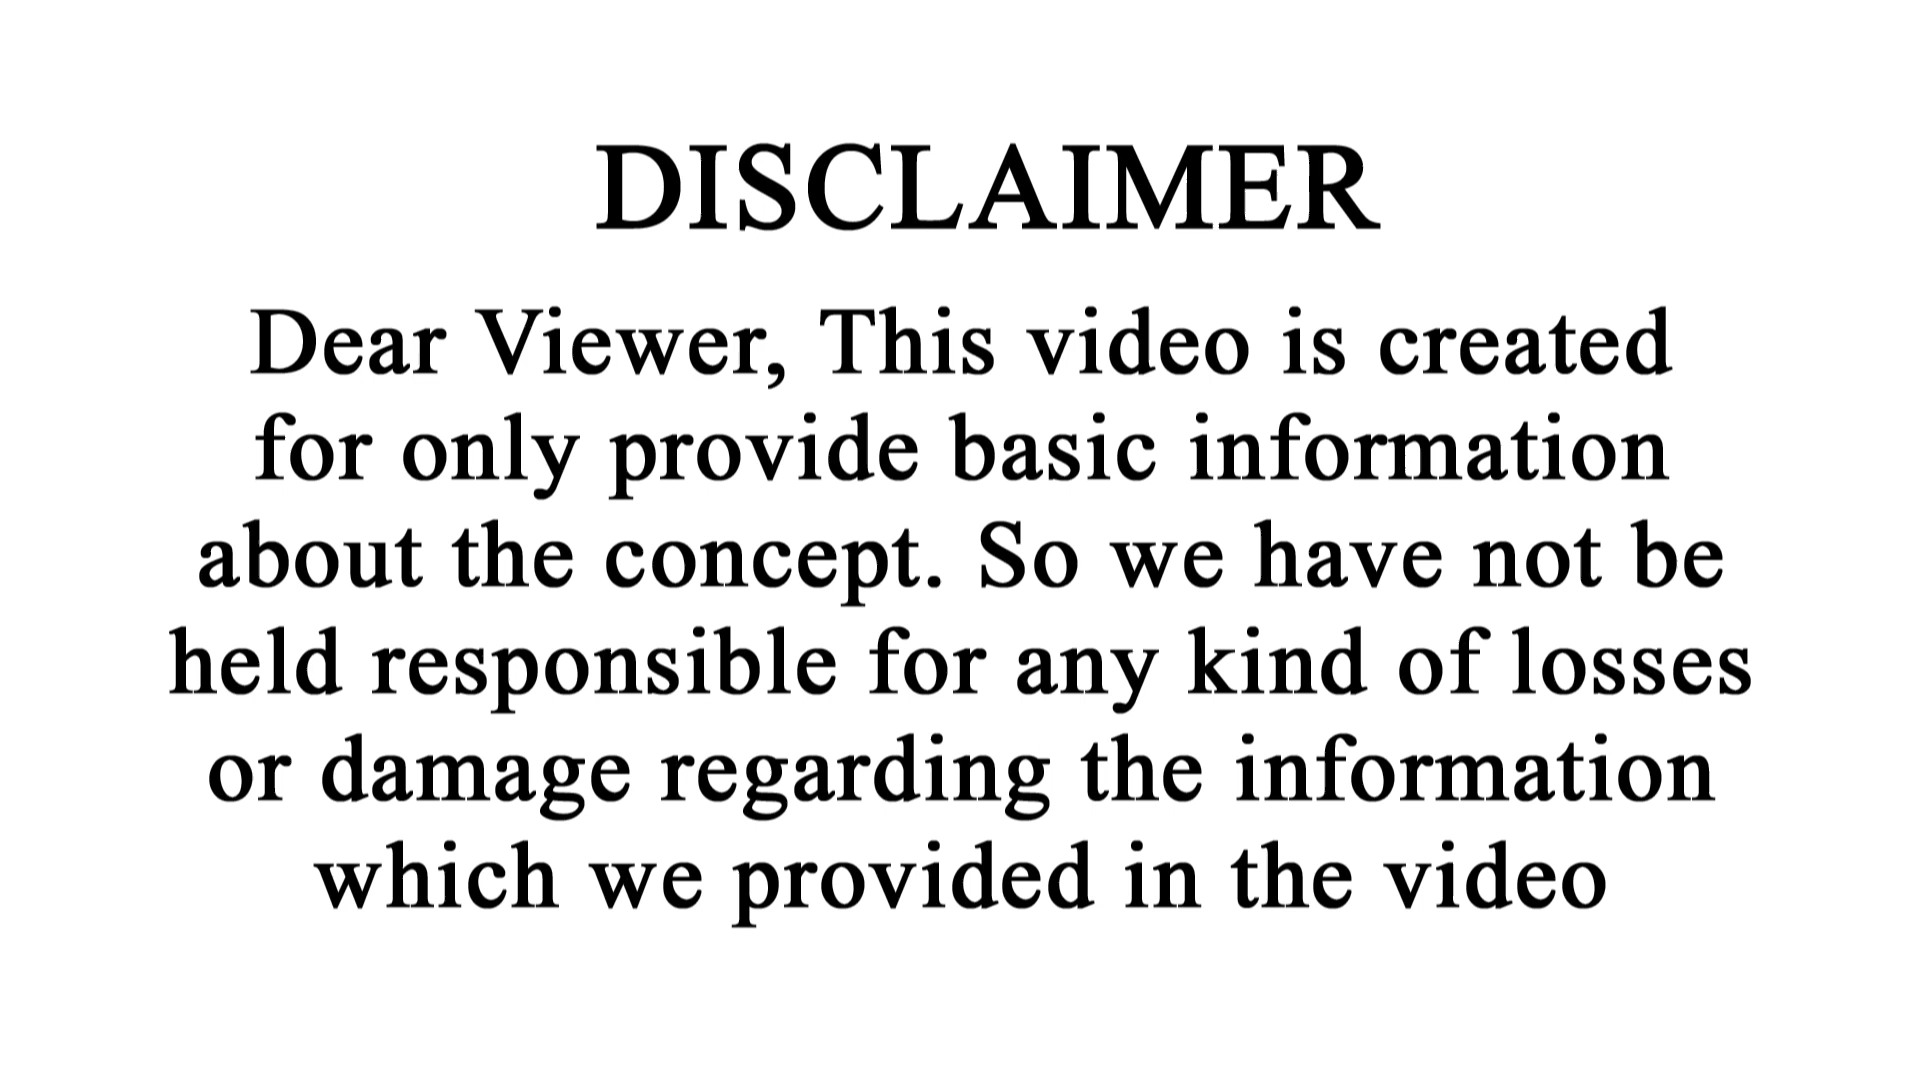 DISCLAIMER
Dear Viewer, This video is created
for only provide basic information
about the concept. So we have not be
held responsible for any kind of losses
or damage regarding the information
which we provided in the video